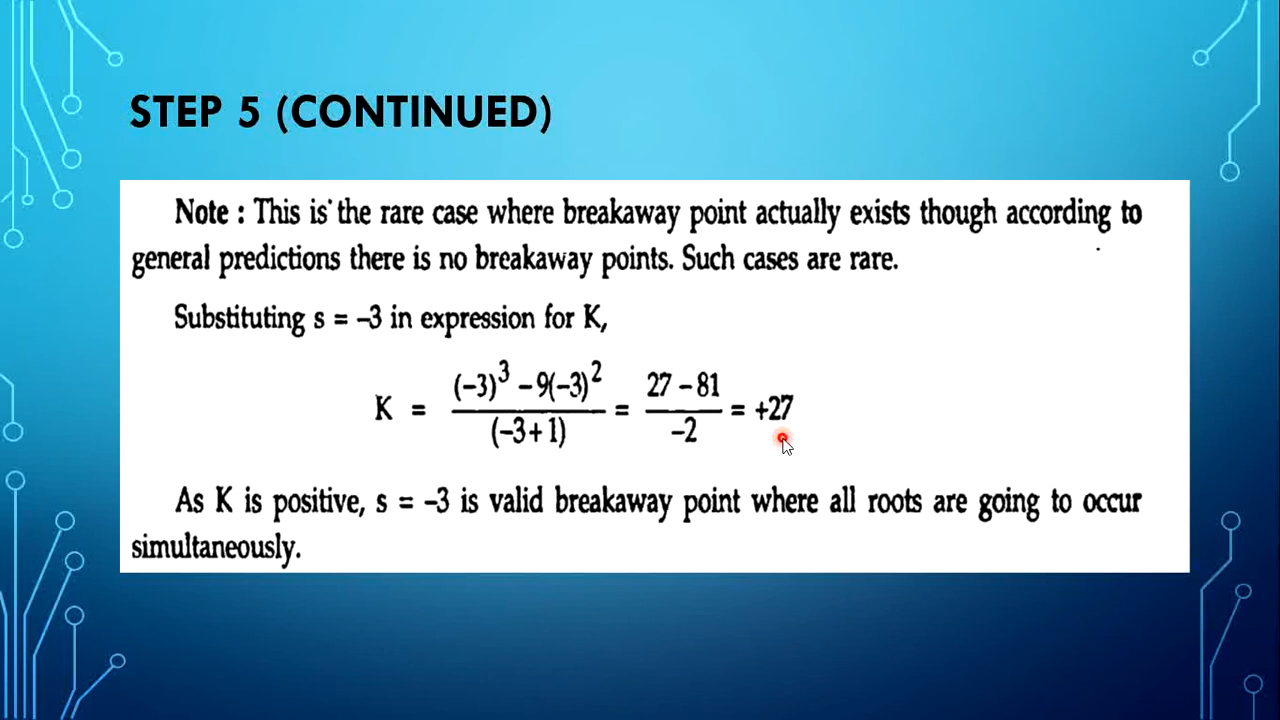 STEP 5 (CONTINUED)
Note : This is the rare case where breakaway point actually exists though according to
general predictions there is no breakaway points. Such cases are rare.
Substituting s = –3 in expression for K,
K = (–3)³ – 9(–3)² / (–3+1) = 27 – 81 / –2 = +27
As K is positive, s = –3 is valid breakaway point where all roots are going to occur
simultaneously.